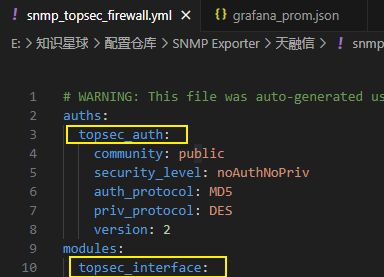 ! snmp_topsec_firewall.yml × grafana_prom.json
E: > 知识星球 > 配置仓库 > SNMP Exporter > 天融信 > ! snmp
1 # WARNING: This file was auto-generated us
2 auths:
3 topsec_auth:
4 community: public
5 security_level: noAuthNoPriv
6 auth_protocol: MD5
7 priv_protocol: DES
8 version: 2
9 modules:
10 topsec_interface: